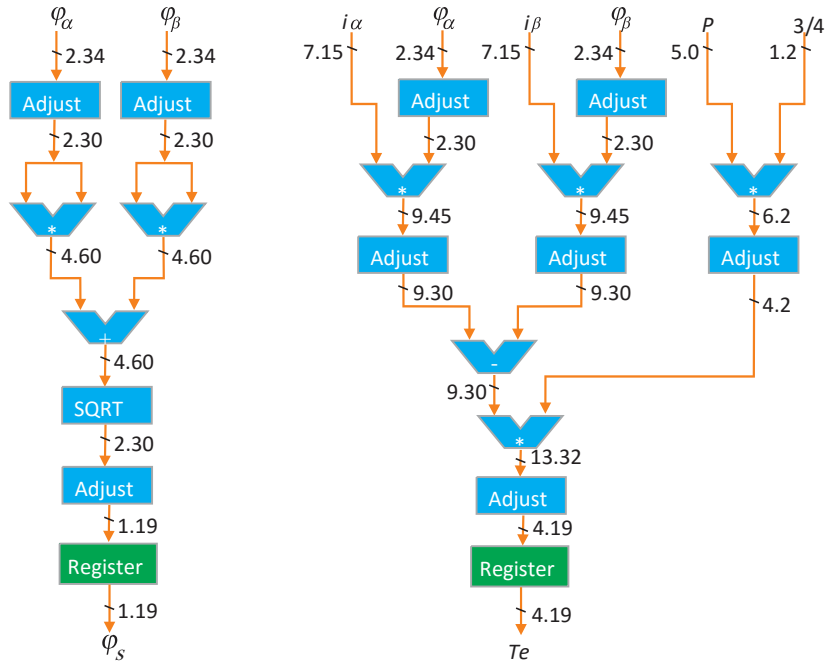 φα φβ iα φα iβ φβ P 3/4
2.34 2.34 7.15 2.34 7.15 2.34 5.0 1.2
Adjust Adjust Adjust Adjust
2.30 2.30 2.30 2.30
* * * * *
4.60 4.60 9.45 9.45 6.2
Adjust Adjust Adjust
9.30 9.30 4.2
+ -
4.60 9.30
SQRT *
2.30 13.32
Adjust Adjust
1.19 4.19
Register Register
1.19 4.19
φs Te